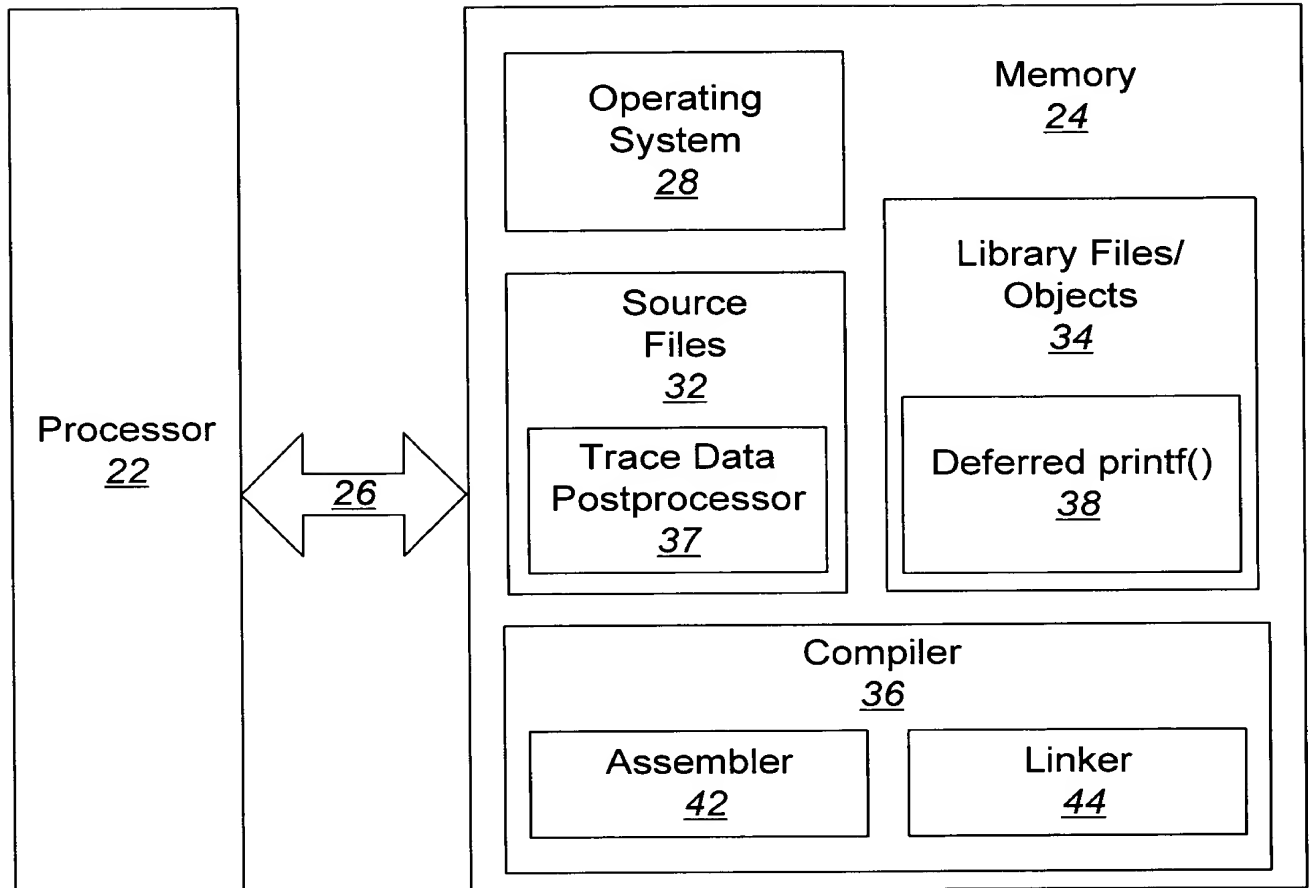 Processor
22
26
Memory
24
Operating
System
28
Source
Files
32
Trace Data
Postprocessor
37
Library Files/
Objects
34
Deferred printf()
38
Compiler
36
Assembler
42
Linker
44